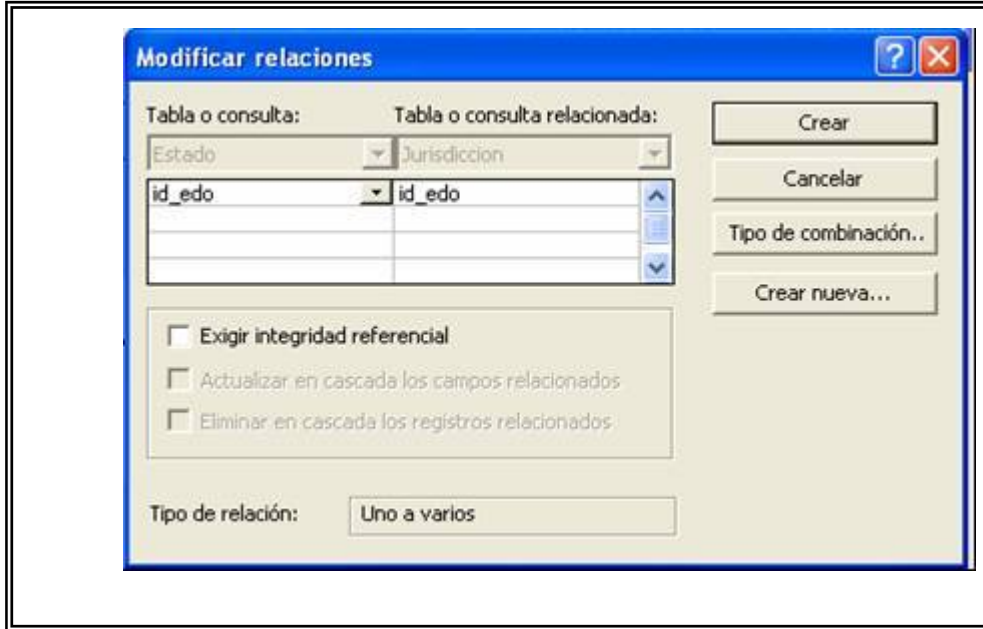 Modificar relaciones
Tabla o consulta: Tabla o consulta relacionada:
Estado Jurisdiccion
id_edo id_edo
Crear
Cancelar
Tipo de combinación..
Crear nueva...
Exigir integridad referencial
Actualizar en cascada los campos relacionados
Eliminar en cascada los registros relacionados
Tipo de relación: Uno a varios